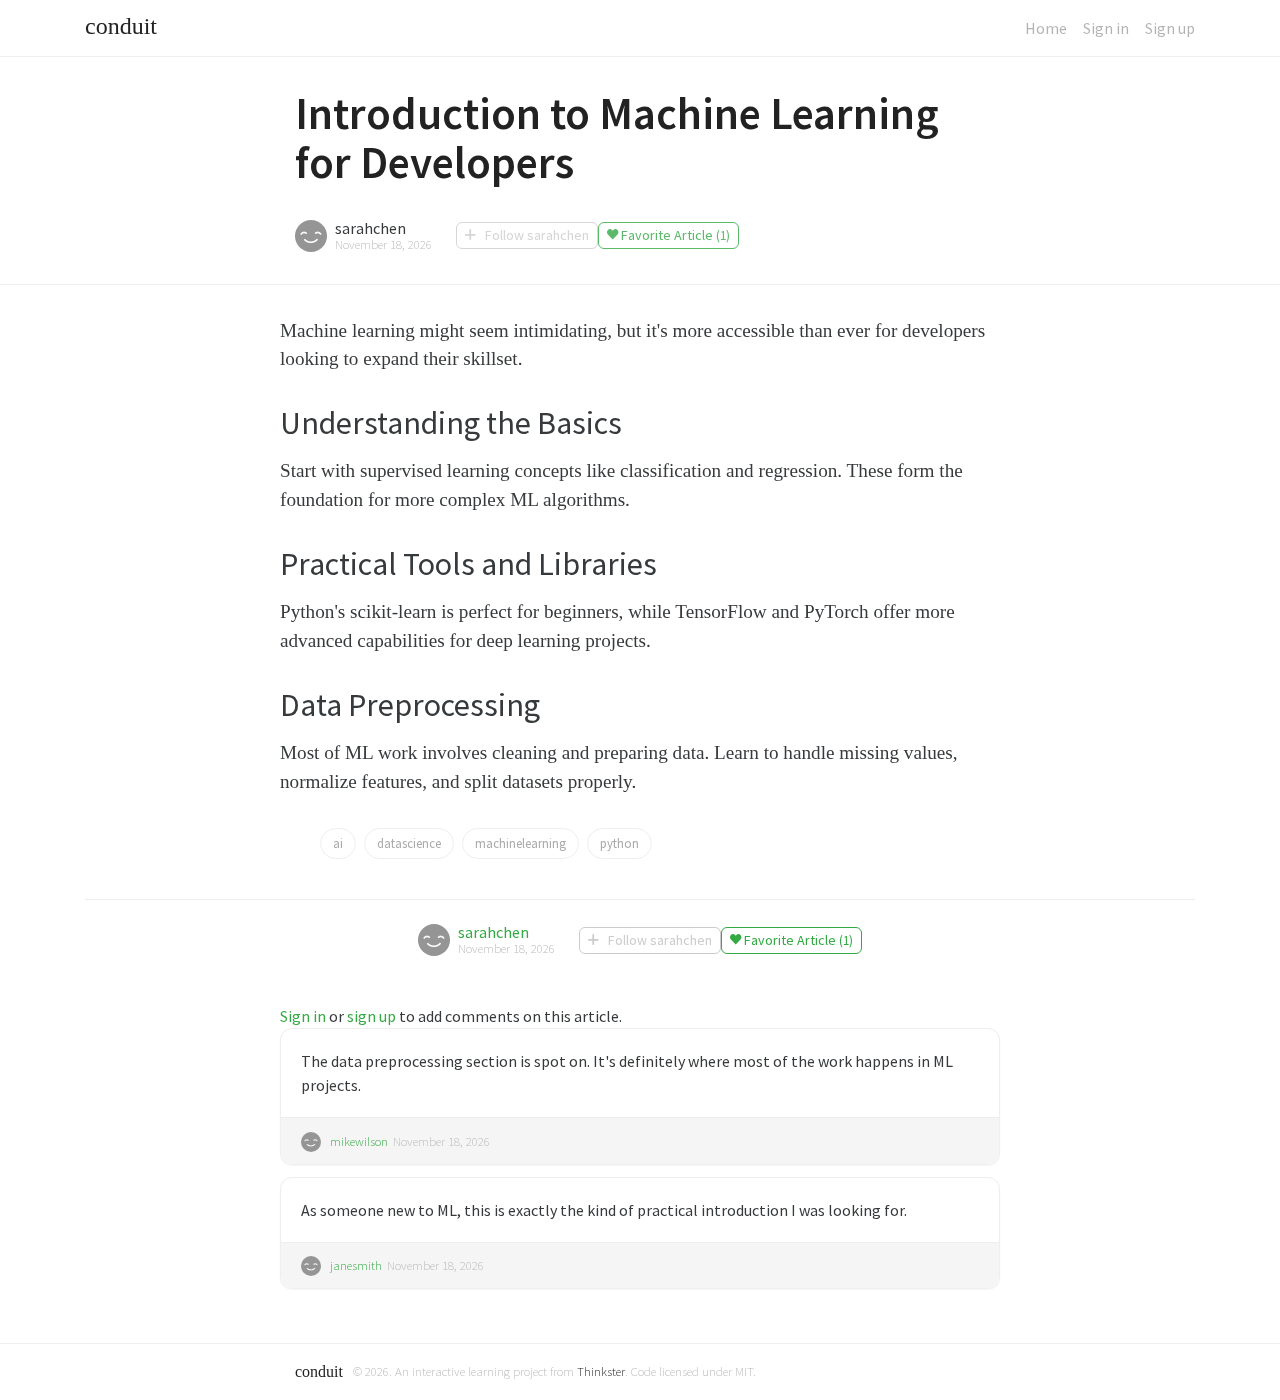 conduit
Home Sign in Sign up
Introduction to Machine Learning
for Developers
sarahchen
November 18, 2026
Follow sarahchen
Favorite Article (1)
Machine learning might seem intimidating, but it's more accessible than ever for developers
looking to expand their skillset.
Understanding the Basics
Start with supervised learning concepts like classification and regression. These form the
foundation for more complex ML algorithms.
Practical Tools and Libraries
Python's scikit-learn is perfect for beginners, while TensorFlow and PyTorch offer more
advanced capabilities for deep learning projects.
Data Preprocessing
Most of ML work involves cleaning and preparing data. Learn to handle missing values,
normalize features, and split datasets properly.
ai datascience machinelearning python
sarahchen
November 18, 2026
Follow sarahchen
Favorite Article (1)
Sign in or sign up to add comments on this article.
The data preprocessing section is spot on. It's definitely where most of the work happens in ML
projects.
mikewilson November 18, 2026
As someone new to ML, this is exactly the kind of practical introduction I was looking for.
janesmith November 18, 2026
conduit © 2026. An interactive learning project from Thinkster. Code licensed under MIT.